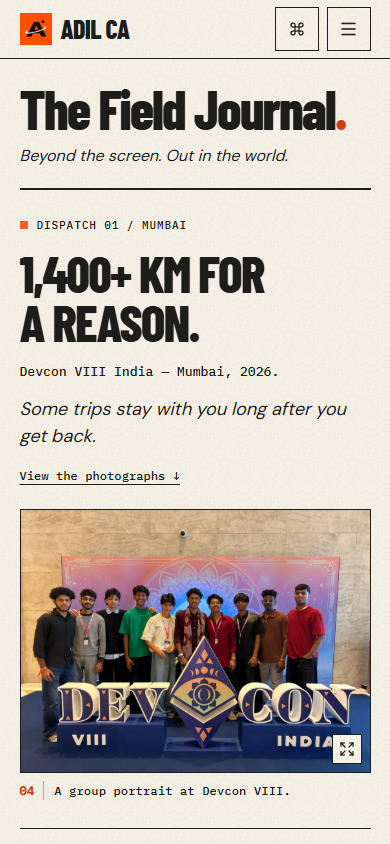 ADIL CA
⌘
The Field Journal.
Beyond the screen. Out in the world.
DISPATCH 01 / MUMBAI
1,400+ KM FOR
A REASON.
Devcon VIII India — Mumbai, 2026.
Some trips stay with you long after you
get back.
View the photographs ↓
DEVCON
VIII INDIA
04 A group portrait at Devcon VIII.